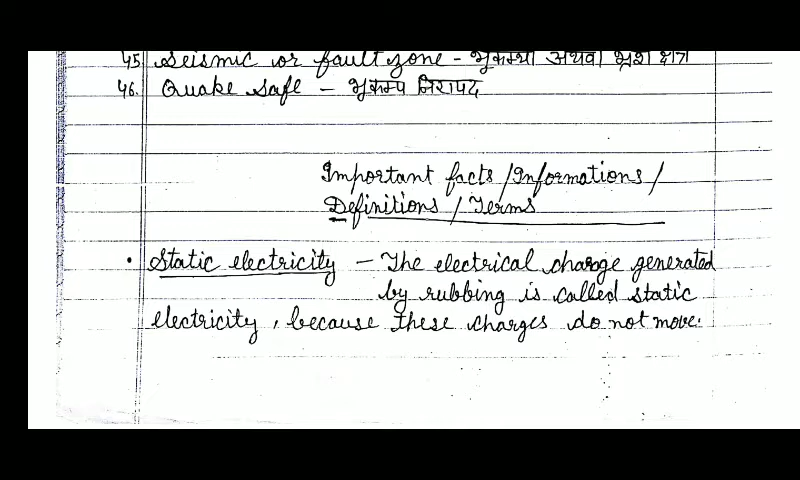 45 Seismic or fault zone - भूकम्पी अथवा भ्रंश क्षेत्र
46. Quake safe - भूकम्प निरापद
Important facts /Informations /
Definitions / Terms
• Static electricity - The electrical charge generated
by rubbing is called static
electricity, because these charges do not move.